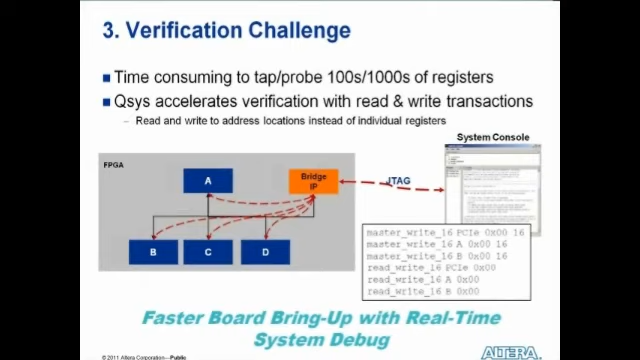 3. Verification Challenge
Time consuming to tap/probe 100s/1000s of registers
Qsys accelerates verification with read & write transactions
– Read and write to address locations instead of individual registers
System Console
FPGA
A
Bridge
IP
JTAG
B
C
D
master_write_16 PCIe 0x00 16
master_write_16 A 0x00 16
master_write_16 B 0x00 16
read_write_16 PCIe 0x00
read_write_16 A 0x00
read_write_16 B 0x00
Faster Board Bring-Up with Real-Time
System Debug
© 2011 Altera Corporation—Public
ALTERA